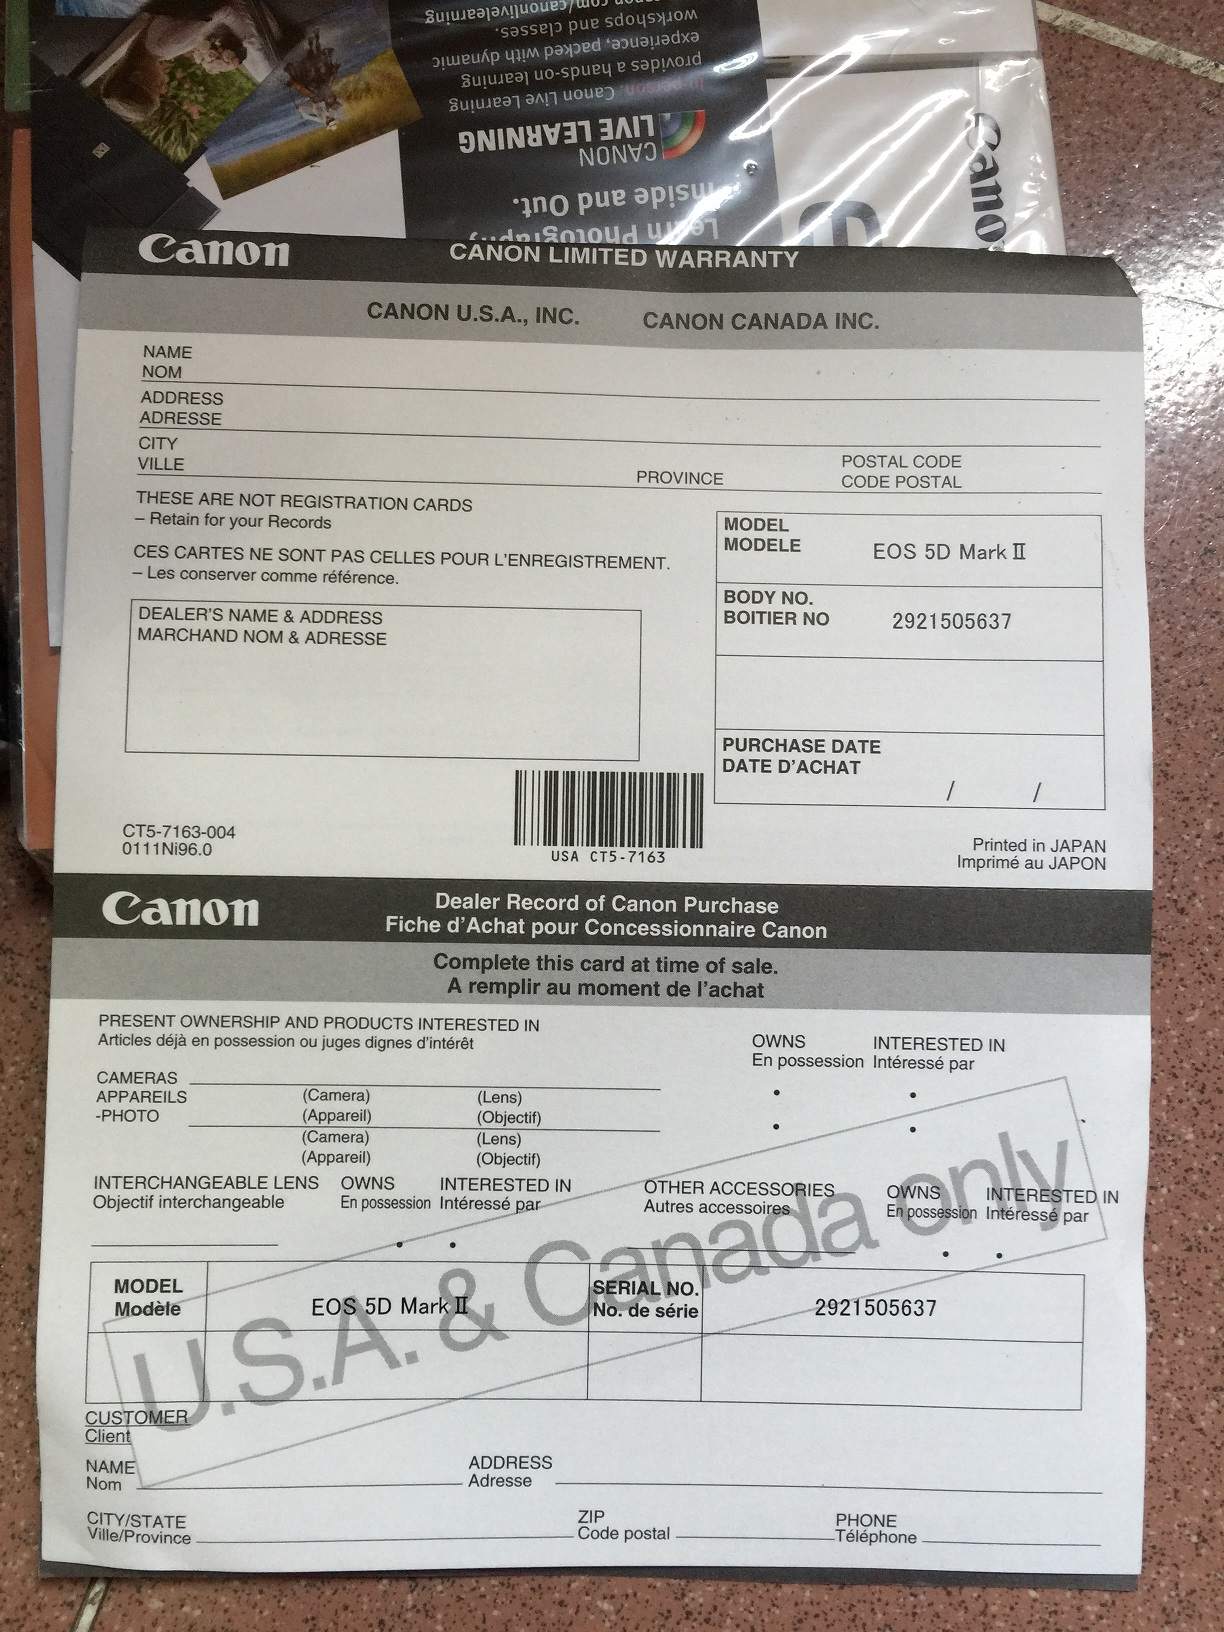 canon.com/canonlivelearning
workshops and classes.
experience, packed with dynamic
provides a hands-on learning
In-person. Canon Live Learning
CANON
LIVE LEARNING
Inside and Out.
Learn Photography
Canon
Canon
CANON LIMITED WARRANTY
CANON U.S.A., INC.
CANON CANADA INC.
NAME
NOM
ADDRESS
ADRESSE
CITY
VILLE
PROVINCE
POSTAL CODE
CODE POSTAL
THESE ARE NOT REGISTRATION CARDS
– Retain for your Records
CES CARTES NE SONT PAS CELLES POUR L'ENREGISTREMENT.
– Les conserver comme référence.
DEALER'S NAME & ADDRESS
MARCHAND NOM & ADRESSE
MODEL
MODELE
EOS 5D Mark II
BODY NO.
BOITIER NO
2921505637
PURCHASE DATE
DATE D'ACHAT
/ /
CT5-7163-004
0111Ni96.0
USA CT5-7163
Printed in JAPAN
Imprimé au JAPON
Canon
Dealer Record of Canon Purchase
Fiche d'Achat pour Concessionnaire Canon
Complete this card at time of sale.
A remplir au moment de l'achat
PRESENT OWNERSHIP AND PRODUCTS INTERESTED IN
Articles déjà en possession ou juges dignes d'intérêt
OWNS
En possession
INTERESTED IN
Intéressé par
CAMERAS
APPAREILS
-PHOTO
(Camera)
(Appareil)
(Lens)
(Objectif)
(Camera)
(Appareil)
(Lens)
(Objectif)
INTERCHANGEABLE LENS
Objectif interchangeable
OWNS
En possession
INTERESTED IN
Intéressé par
OTHER ACCESSORIES
Autres accessoires
OWNS
En possession
INTERESTED IN
Intéressé par
U.S.A. & Canada only
MODEL
Modèle
EOS 5D Mark II
SERIAL NO.
No. de série
2921505637
CUSTOMER
Client
NAME
Nom
ADDRESS
Adresse
CITY/STATE
Ville/Province
ZIP
Code postal
PHONE
Téléphone